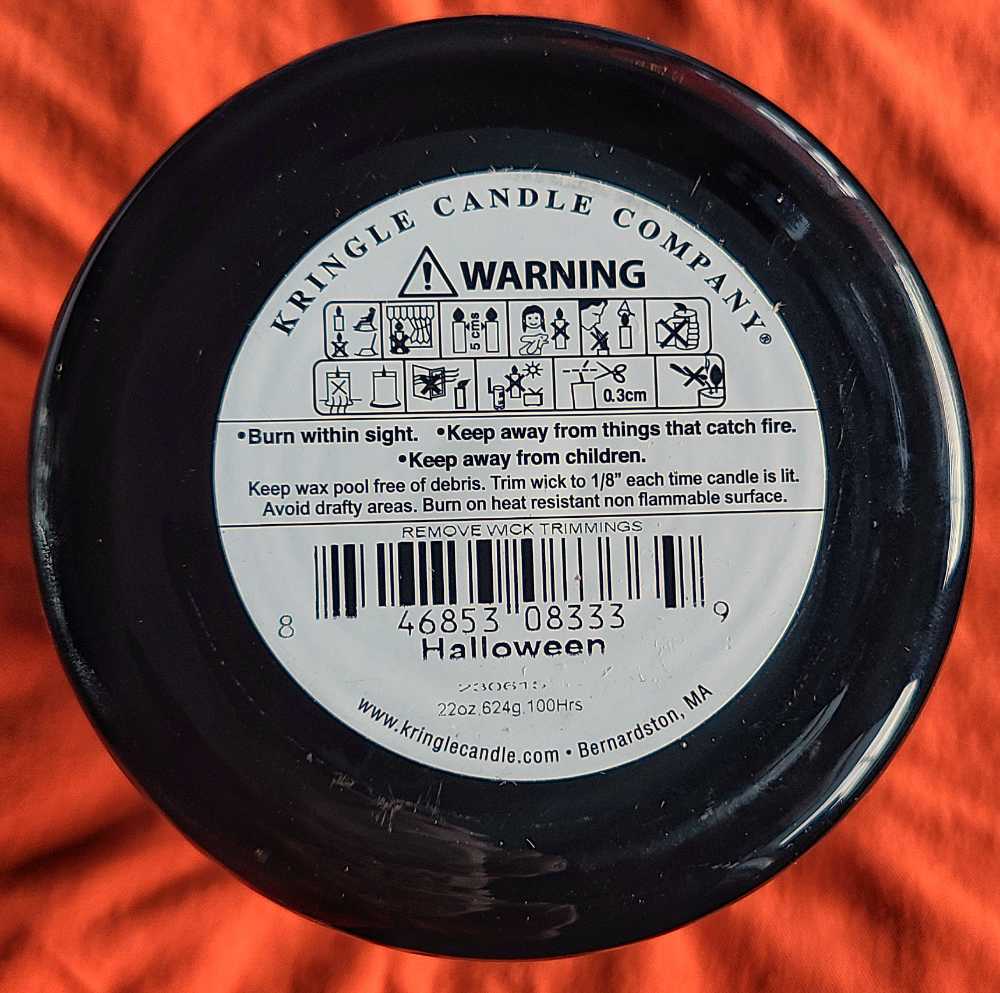 KRINGLE CANDLE COMPANY®
WARNING
5 cms
0.3cm
•Burn within sight. •Keep away from things that catch fire.
•Keep away from children.
Keep wax pool free of debris. Trim wick to 1/8" each time candle is lit.
Avoid drafty areas. Burn on heat resistant non flammable surface.
REMOVE WICK TRIMMINGS
8 46853 08333 9
Halloween
22oz,624g,100Hrs
www.kringlecandle.com • Bernardston, MA